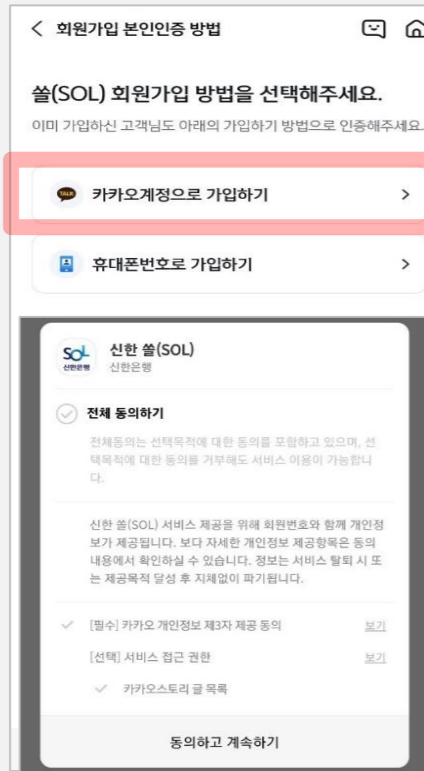 회원가입 본인인증 방법
쏠(SOL) 회원가입 방법을 선택해주세요.
이미 가입하신 고객님도 아래의 가입하기 방법으로 인증해주세요.
TALK 카카오계정으로 가입하기
휴대폰번호로 가입하기
SOL 신한은행
신한 쏠(SOL)
신한은행
전체 동의하기
전체동의는 선택목적에 대한 동의를 포함하고 있으며, 선
택목적에 대한 동의를 거부해도 서비스 이용이 가능합니
다.
신한 쏠(SOL) 서비스 제공을 위해 회원번호와 함께 개인정
보가 제공됩니다. 보다 자세한 개인정보 제공항목은 동의
내용에서 확인하실 수 있습니다. 정보는 서비스 탈퇴 시 또
는 제공목적 달성 후 지체없이 파기됩니다.
[필수] 카카오 개인정보 제3자 제공 동의 보기
[선택] 서비스 접근 권한 보기
카카오스토리 글 목록
동의하고 계속하기